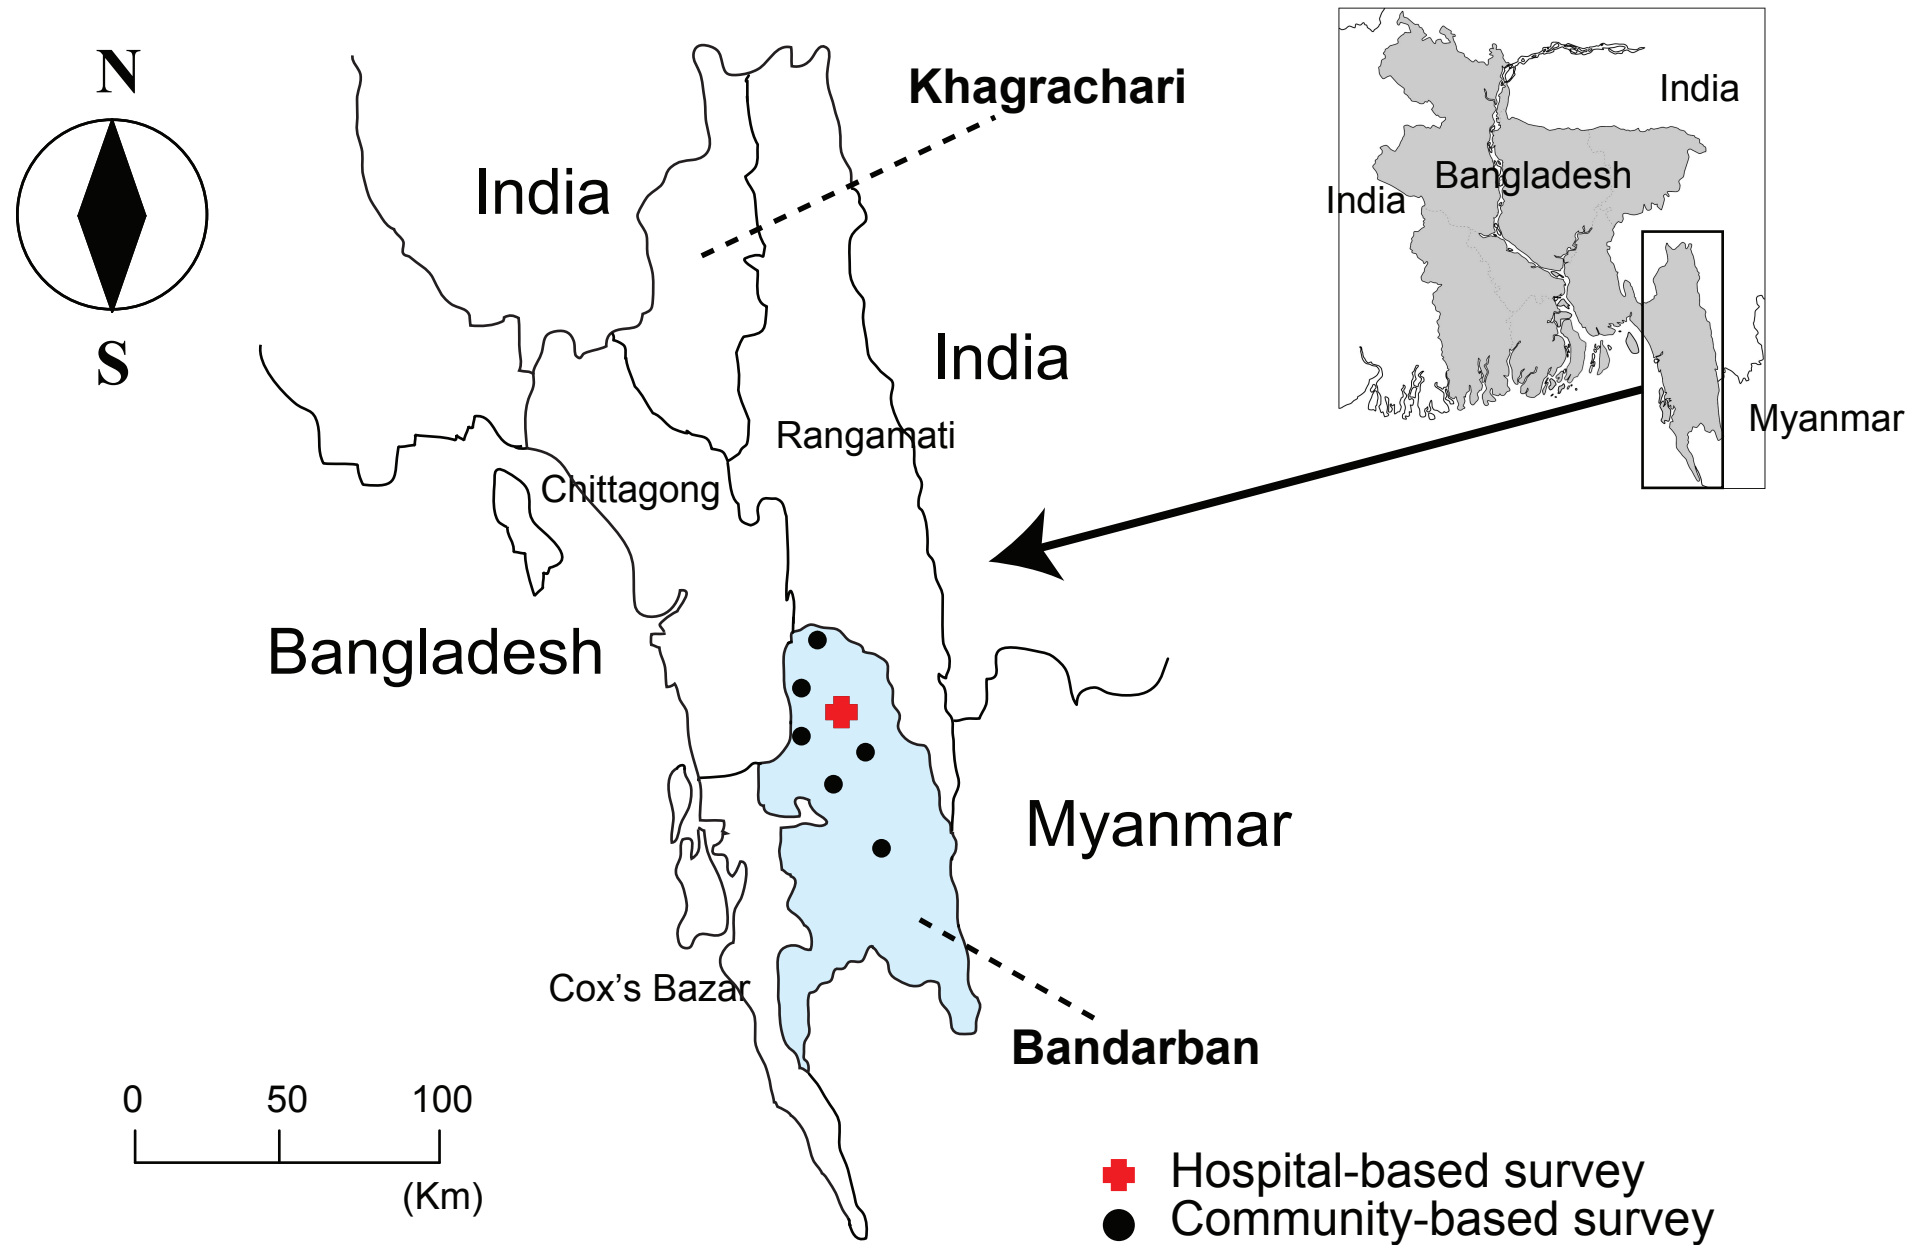 N
S
Khagrachari
India
India
Rangamati
Chittagong
Bangladesh
Myanmar
Cox's Bazar
Bandarban
India
Bangladesh
India
Myanmar
0 50 100
(Km)
Hospital-based survey
Community-based survey